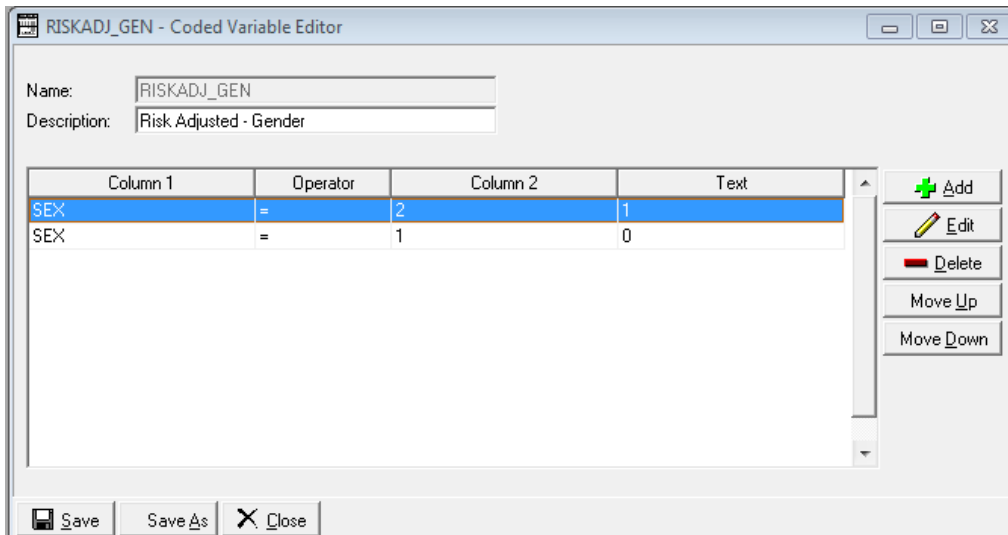 RISKADJ_GEN - Coded Variable Editor
Name: RISKADJ_GEN
Description: Risk Adjusted - Gender
Column 1 Operator Column 2 Text
SEX = 2 1
SEX = 1 0
Add
Edit
Delete
Move Up
Move Down
Save Save As Close